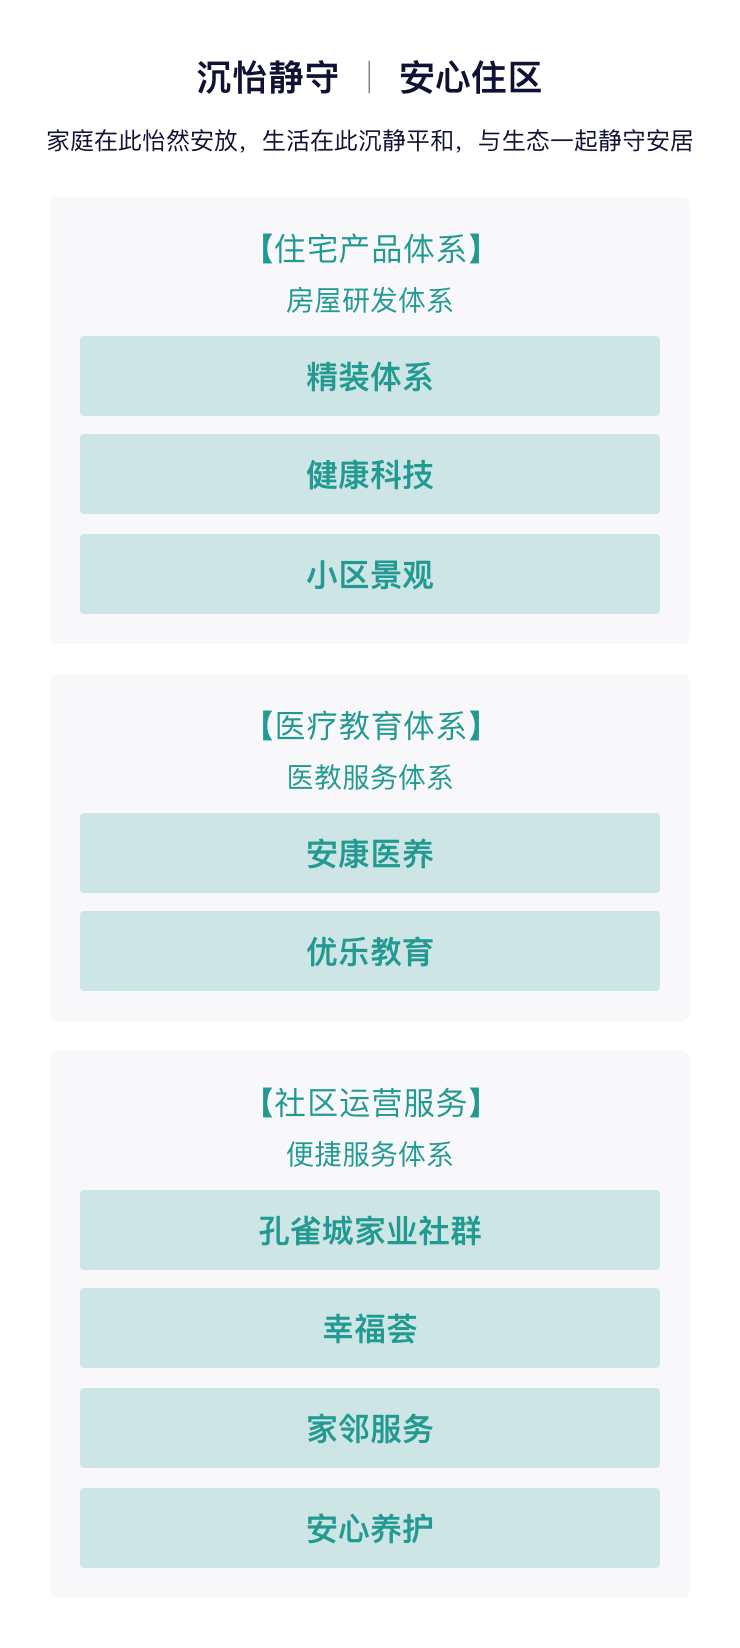 沉怡静守｜安心住区
家庭在此怡然安放，生活在此沉静平和，与生态一起静守安居
【住宅产品体系】
房屋研发体系
精装体系
健康科技
小区景观
【医疗教育体系】
医教服务体系
安康医养
优乐教育
【社区运营服务】
便捷服务体系
孔雀城家业社群
幸福荟
家邻服务
安心养护